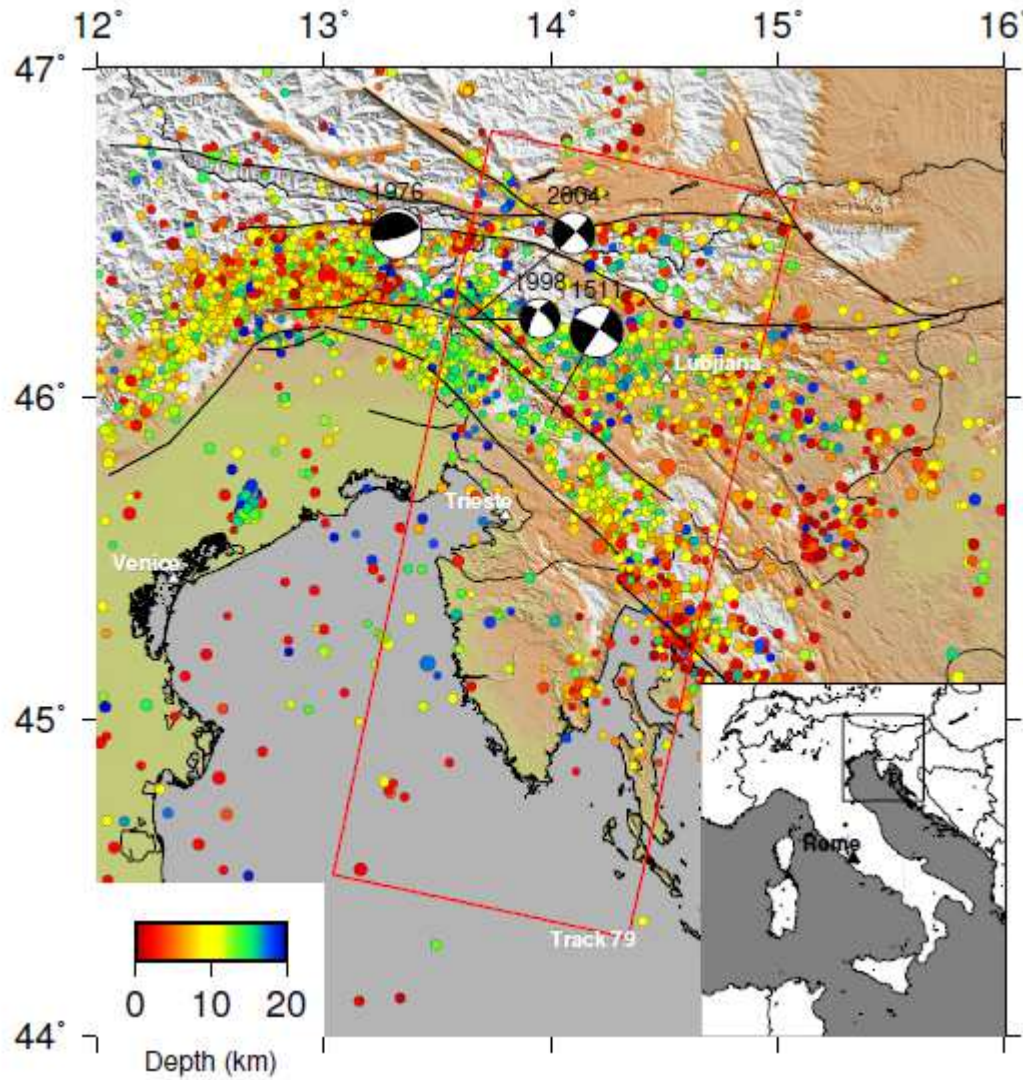 12˚ 13˚ 14˚ 15˚ 16˚
47˚
1976 2004
1998 1511
Lubjiana
46˚
Trieste
Venice
45˚
Rome
Track 79
0 10 20
44˚
Depth (km)